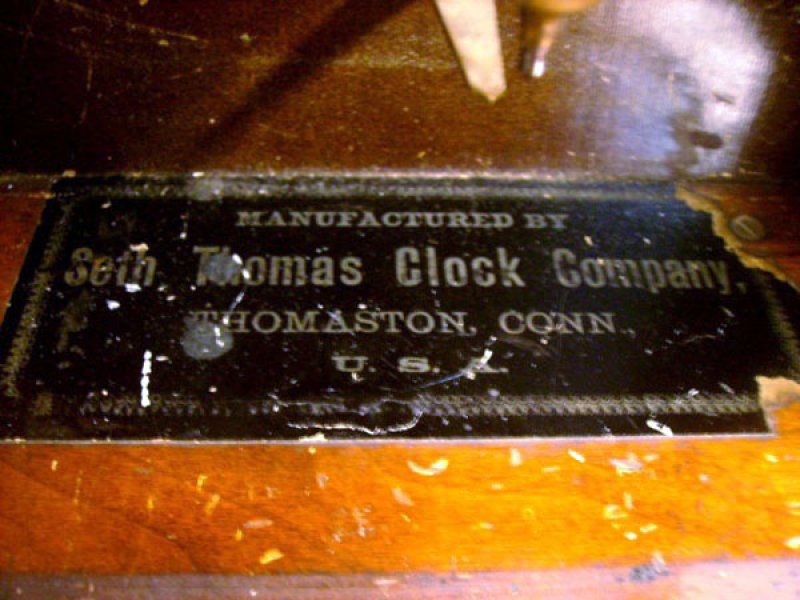 MANUFACTURED BY
Seth Thomas Clock Company,
THOMASTON, CONN.,
U. S. A.